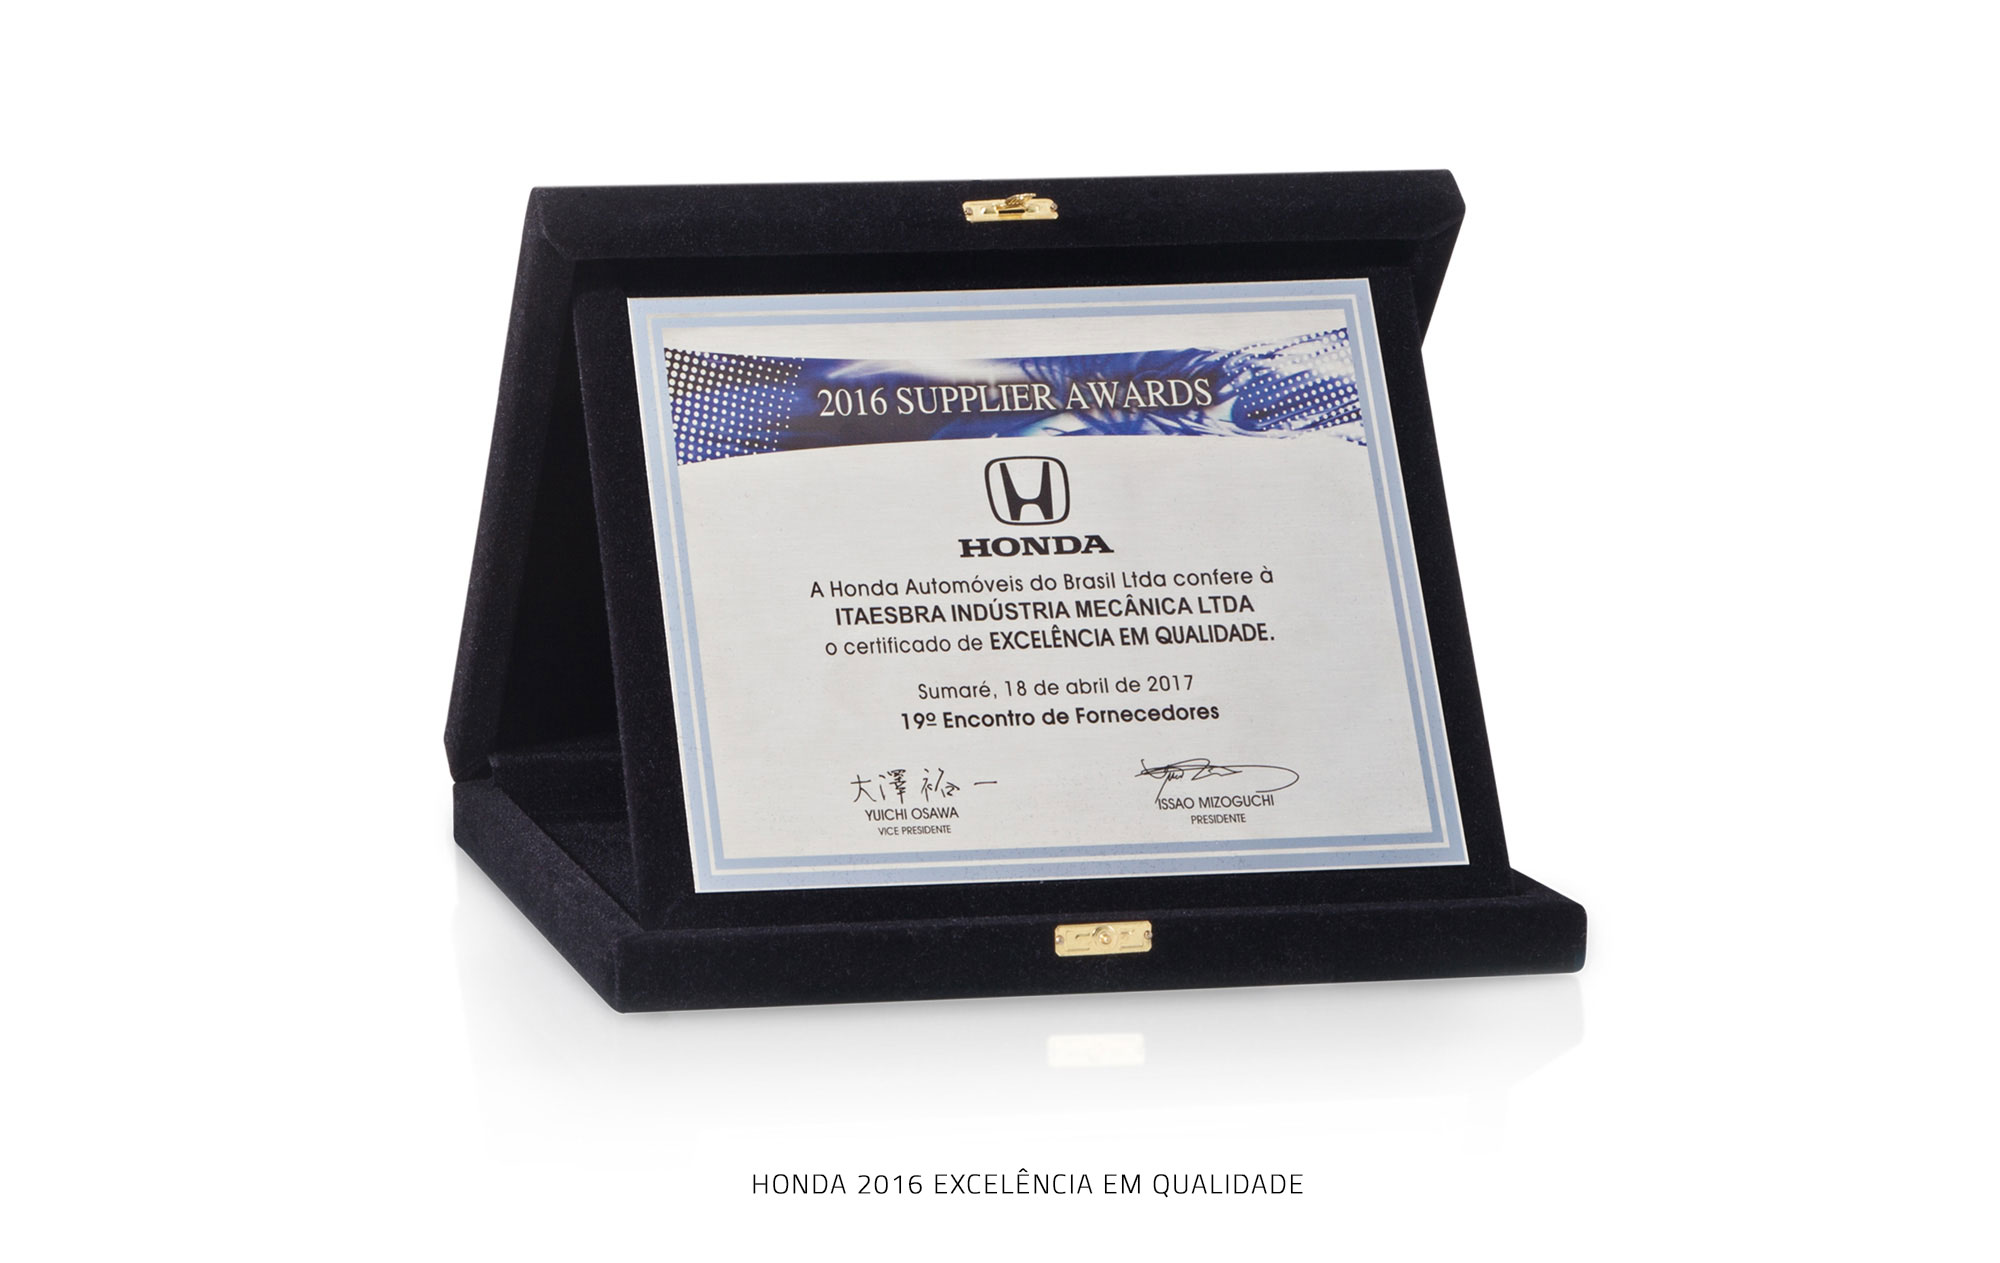 2016 SUPPLIER AWARDS
HONDA
A Honda Automóveis do Brasil Ltda confere à
ITAESBRA INDÚSTRIA MECÂNICA LTDA
o certificado de EXCELÊNCIA EM QUALIDADE.
Sumaré, 18 de abril de 2017
19º Encontro de Fornecedores
大澤 裕一
YUICHI OSAWA
VICE PRESIDENTE
ISSAO MIZOGUCHI
PRESIDENTE
HONDA 2016 EXCELÊNCIA EM QUALIDADE